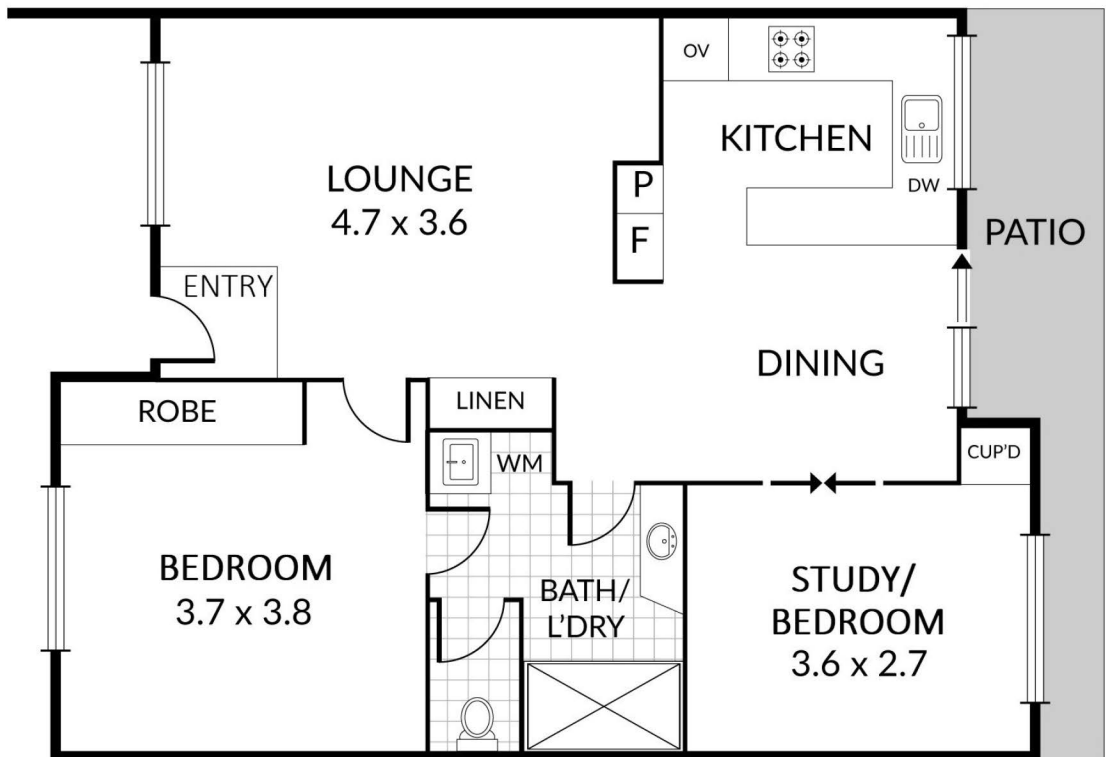 OV
KITCHEN
DW
LOUNGE
4.7 x 3.6
P
F
PATIO
ENTRY
DINING
ROBE
LINEN
WM
CUP'D
BEDROOM
3.7 x 3.8
BATH/
L'DRY
STUDY/
BEDROOM
3.6 x 2.7